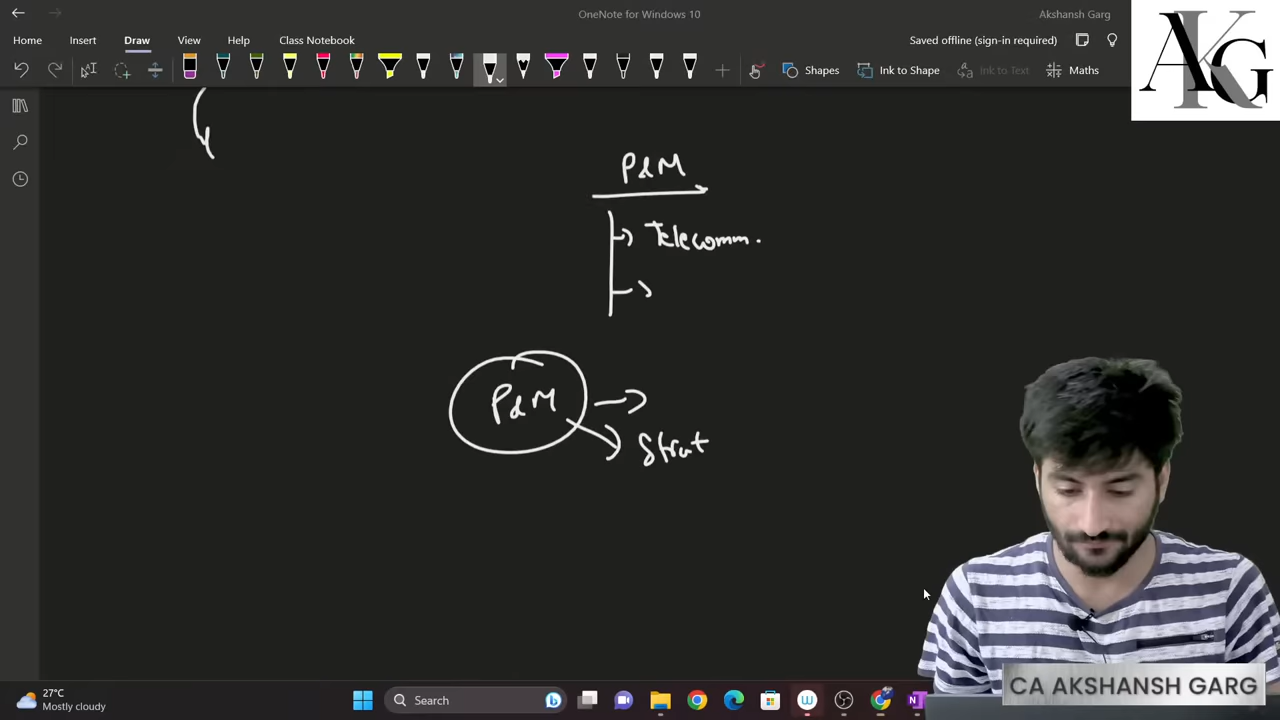 OneNote for Windows 10
Akshansh Garg
Home Insert Draw View Help Class Notebook
Saved offline (sign-in required)
Shapes Ink to Shape Ink to Text Maths
AKG
P&M
Telecomm.
P&M
Strat
CA AKSHANSH GARG
27°C
Mostly cloudy
Search